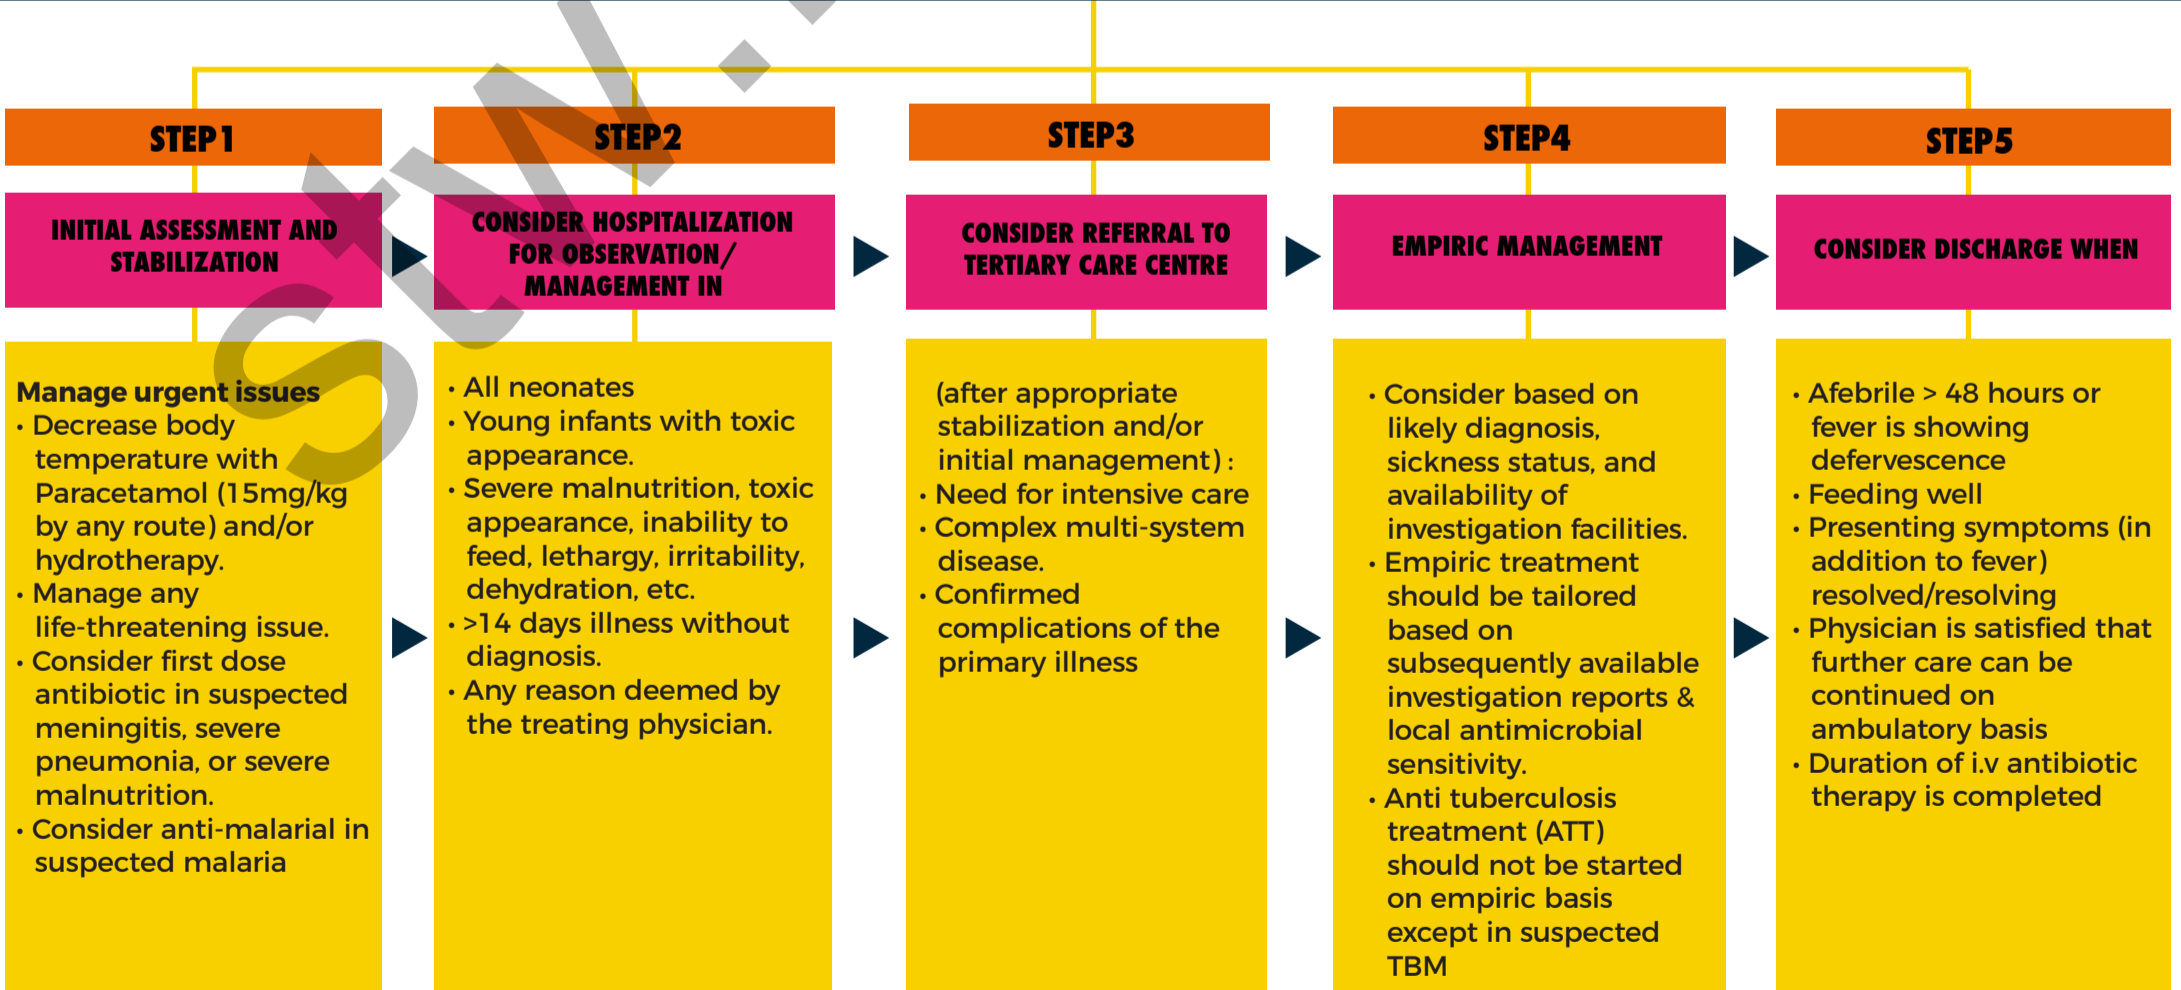 STEP1
INITIAL ASSESSMENT AND
STABILIZATION
Manage urgent issues
• Decrease body
temperature with
Paracetamol (15mg/kg
by any route) and/or
hydrotherapy.
• Manage any
life-threatening issue.
• Consider first dose
antibiotic in suspected
meningitis, severe
pneumonia, or severe
malnutrition.
• Consider anti-malarial in
suspected malaria
STEP2
CONSIDER HOSPITALIZATION
FOR OBSERVATION/
MANAGEMENT IN
• All neonates
• Young infants with toxic
appearance.
• Severe malnutrition, toxic
appearance, inability to
feed, lethargy, irritability,
dehydration, etc.
• >14 days illness without
diagnosis.
• Any reason deemed by
the treating physician.
STEP3
CONSIDER REFERRAL TO
TERTIARY CARE CENTRE
(after appropriate
stabilization and/or
initial management) :
• Need for intensive care
• Complex multi-system
disease.
• Confirmed
complications of the
primary illness
STEP4
EMPIRIC MANAGEMENT
• Consider based on
likely diagnosis,
sickness status, and
availability of
investigation facilities.
• Empiric treatment
should be tailored
based on
subsequently available
investigation reports &
local antimicrobial
sensitivity.
• Anti tuberculosis
treatment (ATT)
should not be started
on empiric basis
except in suspected
TBM
STEP5
CONSIDER DISCHARGE WHEN
• Afebrile > 48 hours or
fever is showing
defervescence
• Feeding well
• Presenting symptoms (in
addition to fever)
resolved/resolving
• Physician is satisfied that
further care can be
continued on
ambulatory basis
• Duration of i.v antibiotic
therapy is completed
stw.